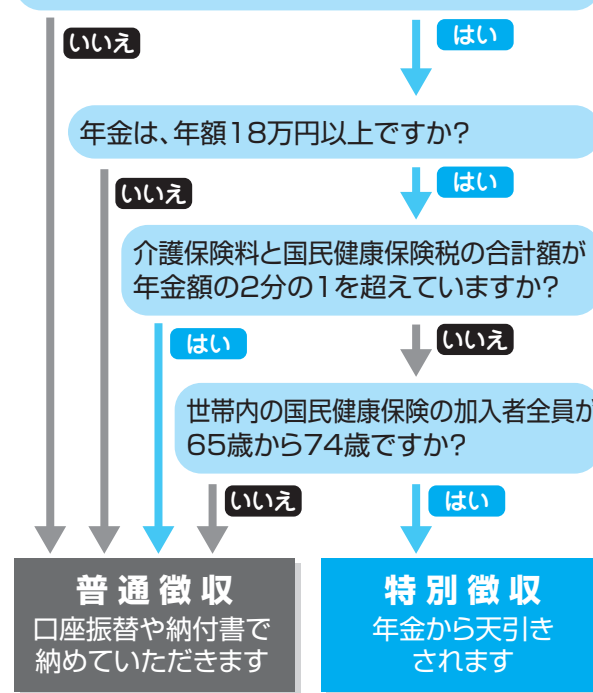 いいえ
はい
年金は、年額18万円以上ですか?
いいえ
はい
介護保険料と国民健康保険税の合計額が
年金額の2分の1を超えていますか?
はい
いいえ
世帯内の国民健康保険の加入者全員が
65歳から74歳ですか?
いいえ
はい
普通徴収
口座振替や納付書で
納めていただきます
特別徴収
年金から天引き
されます